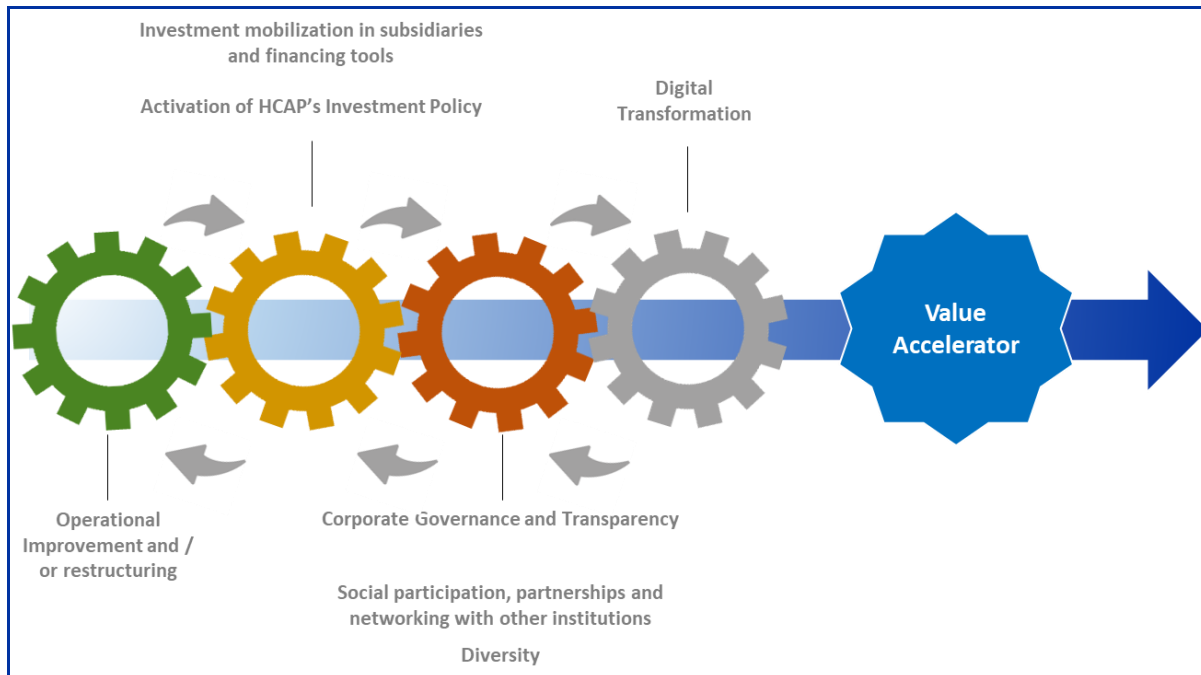 Investment mobilization in subsidiaries
and financing tools
Activation of HCAP's Investment Policy
Digital
Transformation
Value
Accelerator
Operational
Improvement and /
or restructuring
Corporate Governance and Transparency
Social participation, partnerships and
networking with other institutions
Diversity